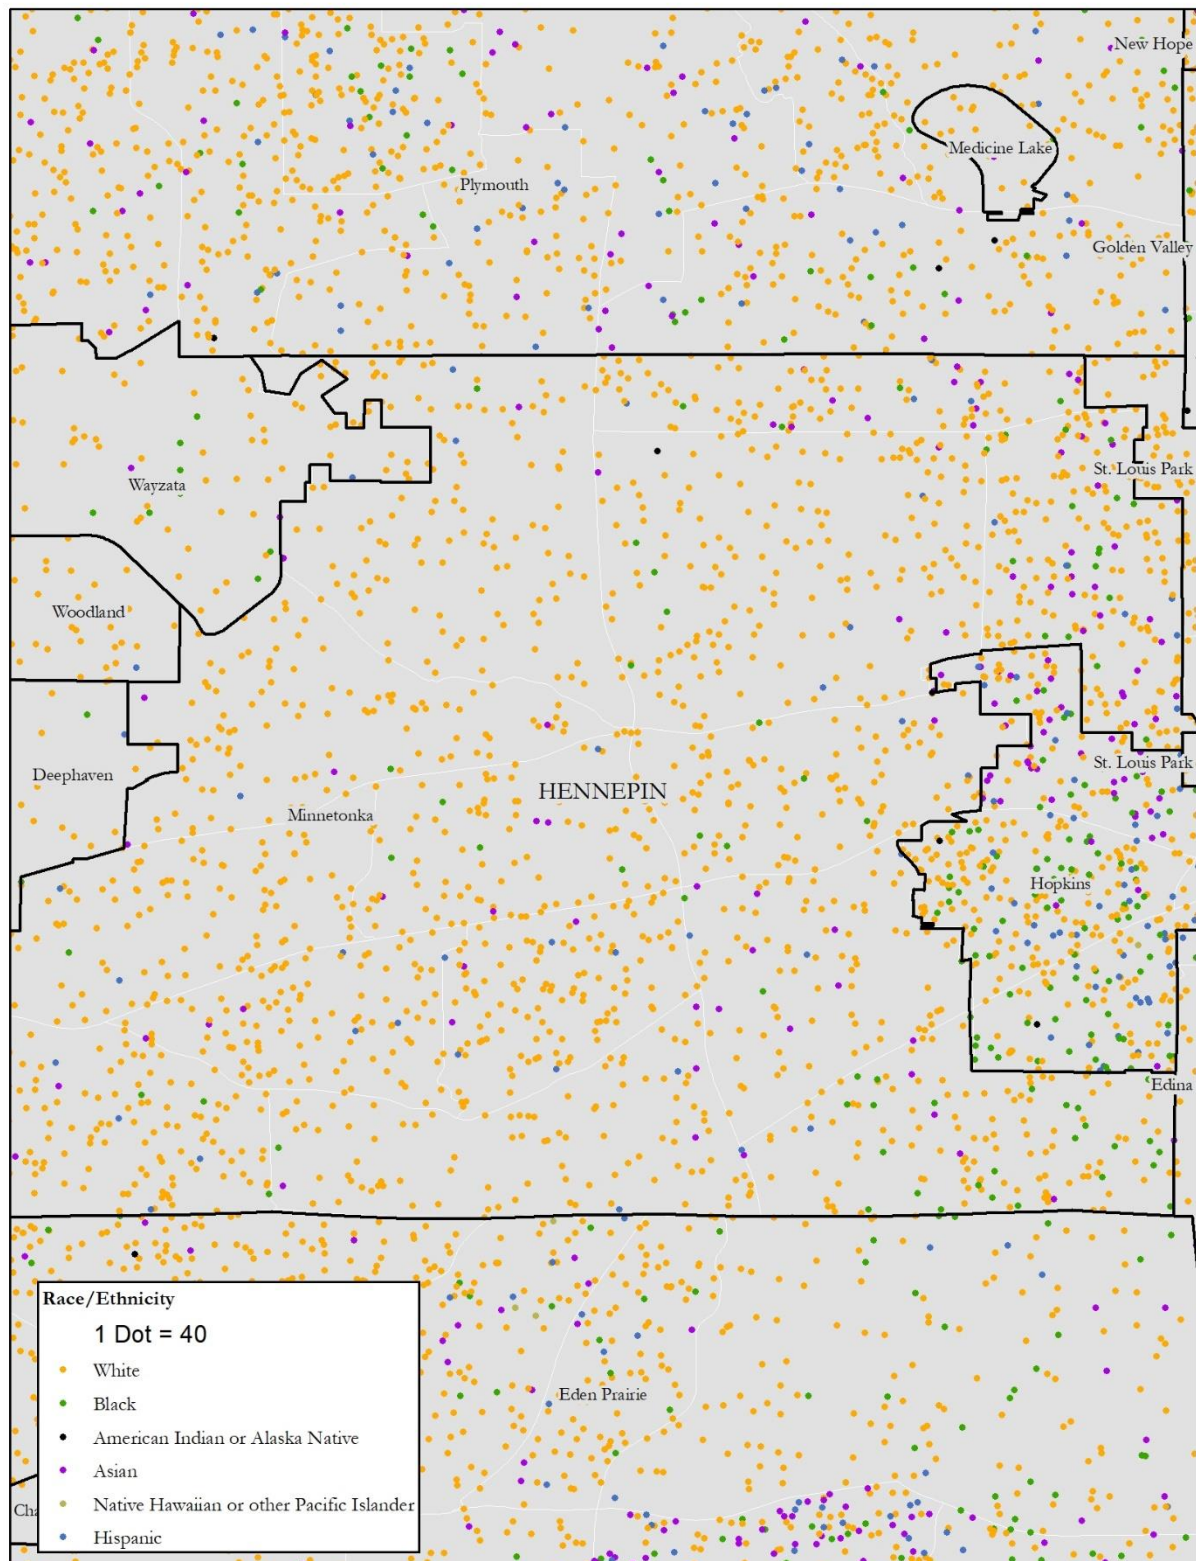 New Hope
Medicine Lake
Plymouth
Golden Valley
St. Louis Park
Wayzata
Woodland
St. Louis Park
Deephaven
HENNEPIN
Minnetonka
Hopkins
Edina
Race/Ethnicity
1 Dot = 40
White
Black
American Indian or Alaska Native
Asian
Native Hawaiian or other Pacific Islander
Hispanic
Eden Prairie
Cha